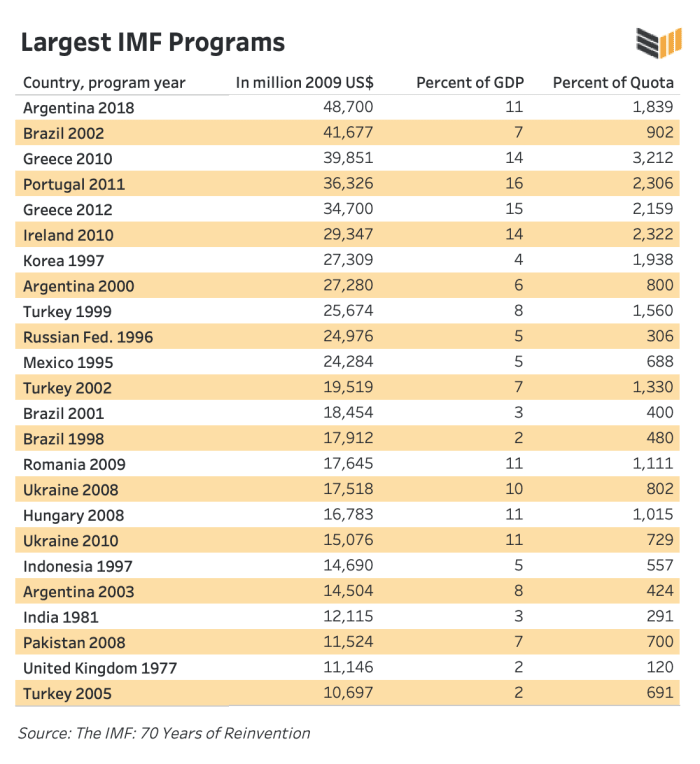 Largest IMF Programs
Country, program year In million 2009 US$ Percent of GDP Percent of Quota
Argentina 2018 48,700 11 1,839
Brazil 2002 41,677 7 902
Greece 2010 39,851 14 3,212
Portugal 2011 36,326 16 2,306
Greece 2012 34,700 15 2,159
Ireland 2010 29,347 14 2,322
Korea 1997 27,309 4 1,938
Argentina 2000 27,280 6 800
Turkey 1999 25,674 8 1,560
Russian Fed. 1996 24,976 5 306
Mexico 1995 24,284 5 688
Turkey 2002 19,519 7 1,330
Brazil 2001 18,454 3 400
Brazil 1998 17,912 2 480
Romania 2009 17,645 11 1,111
Ukraine 2008 17,518 10 802
Hungary 2008 16,783 11 1,015
Ukraine 2010 15,076 11 729
Indonesia 1997 14,690 5 557
Argentina 2003 14,504 8 424
India 1981 12,115 3 291
Pakistan 2008 11,524 7 700
United Kingdom 1977 11,146 2 120
Turkey 2005 10,697 2 691
Source: The IMF: 70 Years of Reinvention